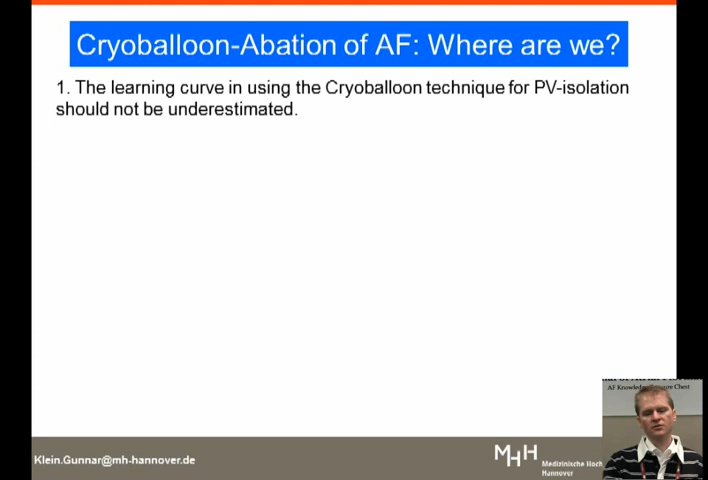 Cryoballoon-Abation of AF: Where are we?
1. The learning curve in using the Cryoballoon technique for PV-isolation
should not be underestimated.
AF Knowledge
Chest
Klein.Gunnar@mh-hannover.de
MHH
Medizinische Hoch
Hannover